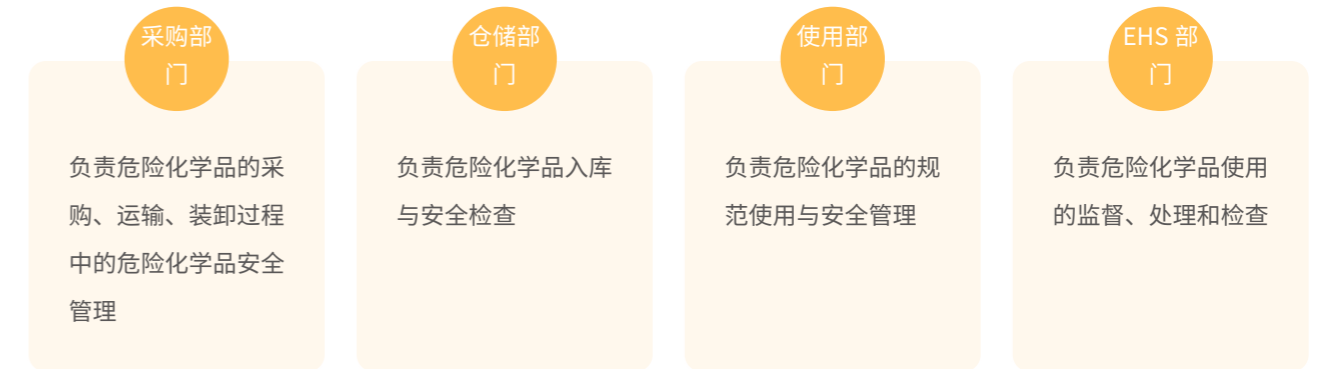 采购部
门
负责危险化学品的采
购、运输、装卸过程
中的危险化学品安全
管理
仓储部
门
负责危险化学品入库
与安全检查
使用部
门
负责危险化学品的规
范使用与安全管理
EHS 部
门
负责危险化学品使用
的监督、处理和检查